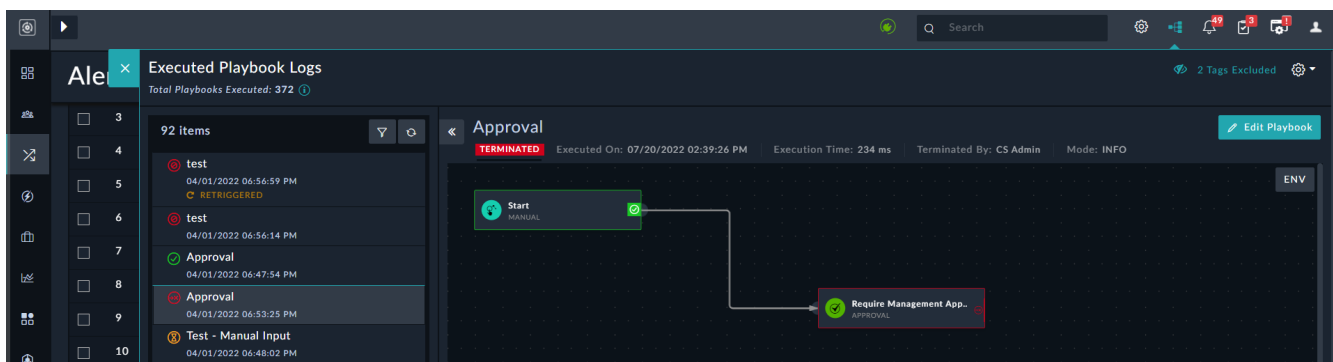 49
3
!
Search
Ale
Executed Playbook Logs
Total Playbooks Executed: 372
2 Tags Excluded
3
4
5
6
7
8
9
10
92 items
test
04/01/2022 06:56:59 PM
RETRIGGERED
test
04/01/2022 06:56:14 PM
Approval
04/01/2022 06:47:54 PM
Approval
04/01/2022 06:53:25 PM
Test - Manual Input
04/01/2022 06:48:02 PM
Approval
Edit Playbook
TERMINATED Executed On: 07/20/2022 02:39:26 PM Execution Time: 234 ms Terminated By: CS Admin Mode: INFO
ENV
Start
MANUAL
Require Management App..
APPROVAL